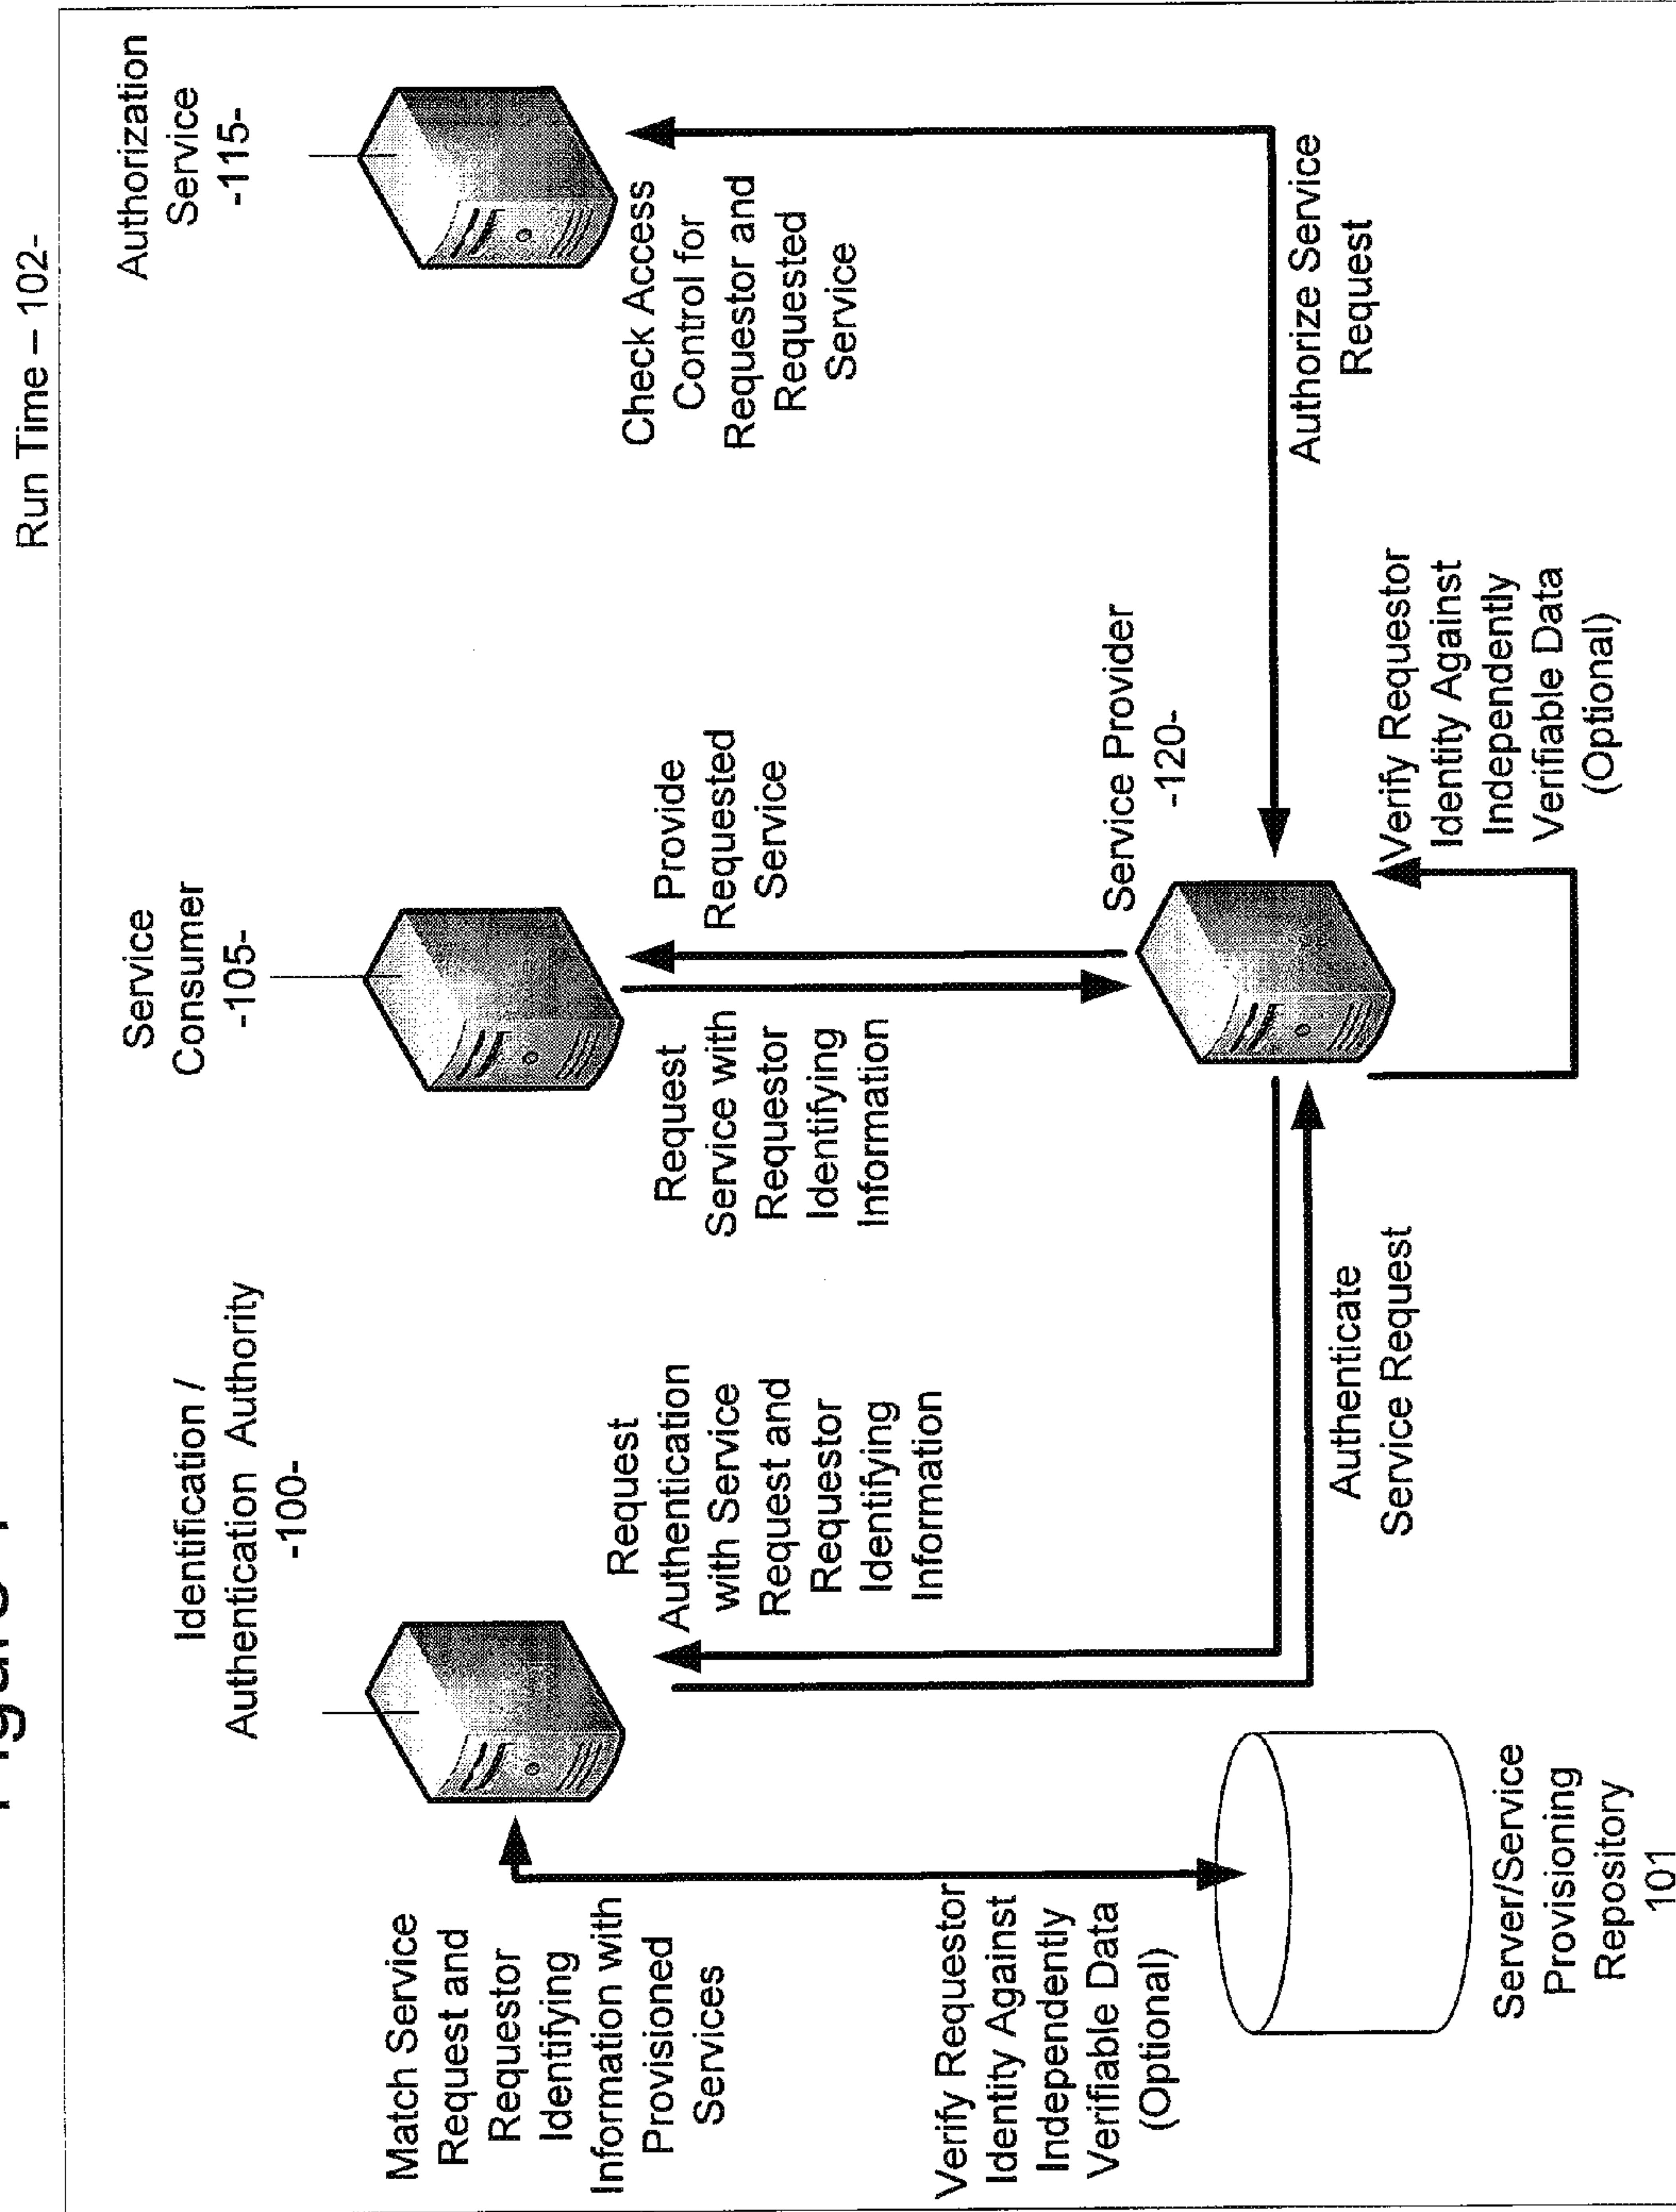 Figure
Run Time – 102-
Identification /
Authentication Authority
-100-
Service
Consumer
-105-
Authorization
Service
-115-
Match Service
Request and
Requestor
Identifying
Information with
Provisioned
Services
Request
Authentication
with Service
Request and
Requestor
Identifying
Information
Request
Service with
Requestor
Identifying
Information
Provide
Requested
Service
Check Access
Control for
Requestor and
Requested
Service
Verify Requestor
Identity Against
Independently
Verifiable Data
(Optional)
Service Provider
-120-
Authenticate
Service Request
Authorize Service
Request
Verify Requestor
Identity Against
Independently
Verifiable Data
(Optional)
Server/Service
Provisioning
Repository
101